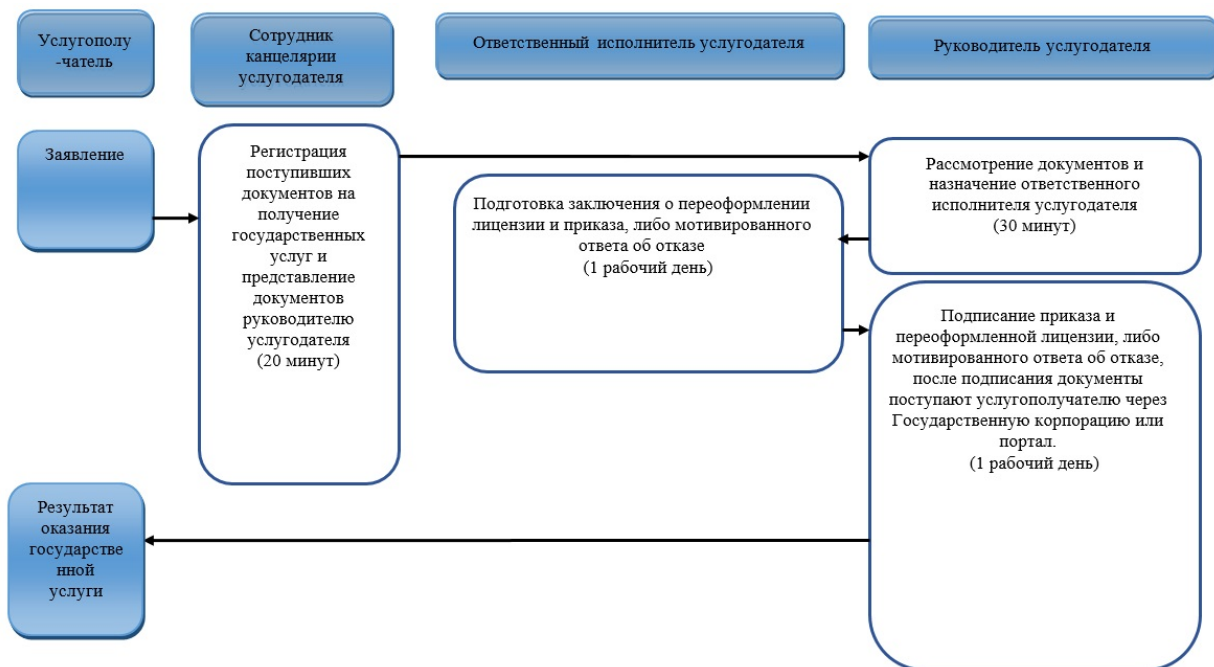 Услугополу
-чатель
Сотрудник
канцелярии
услугодателя
Ответственный исполнитель услугодателя
Руководитель услугодателя
Заявление
Регистрация
поступивших
документов на
получение
государственных
услуг и
представление
документов
руководителю
услугодателя
(20 минут)
Подготовка заключения о переоформлении
лицензии и приказа, либо мотивированного
ответа об отказе
(1 рабочий день)
Рассмотрение документов и
назначение ответственного
исполнителя услугодателя
(30 минут)
Подписание приказа и
переоформленной лицензии, либо
мотивированного ответа об отказе,
после подписания документы
поступают услугополучателю через
Государственную корпорацию или
портал.
(1 рабочий день)
Результат
оказания
государстве
нной
услуги